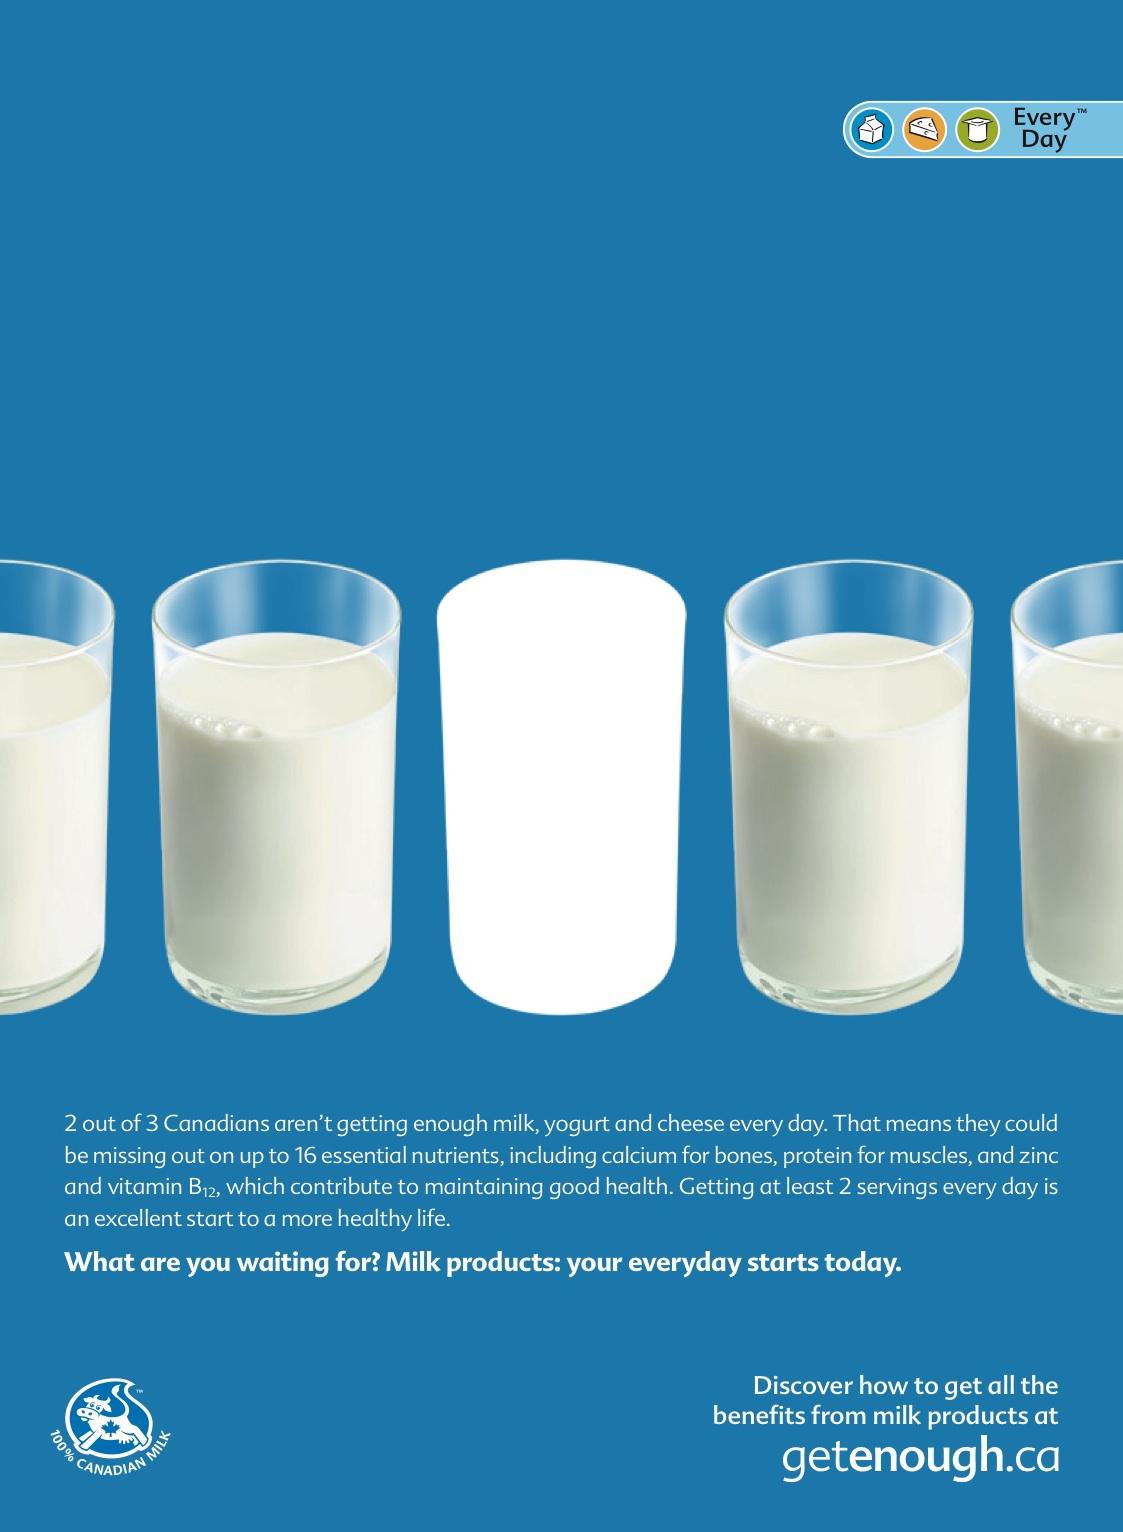 Every™
Day
2 out of 3 Canadians aren’t getting enough milk, yogurt and cheese every day. That means they could
be missing out on up to 16 essential nutrients, including calcium for bones, protein for muscles, and zinc
and vitamin B₁₂, which contribute to maintaining good health. Getting at least 2 servings every day is
an excellent start to a more healthy life.
What are you waiting for? Milk products: your everyday starts today.
™
100% CANADIAN MILK
Discover how to get all the
benefits from milk products at
getenough.ca